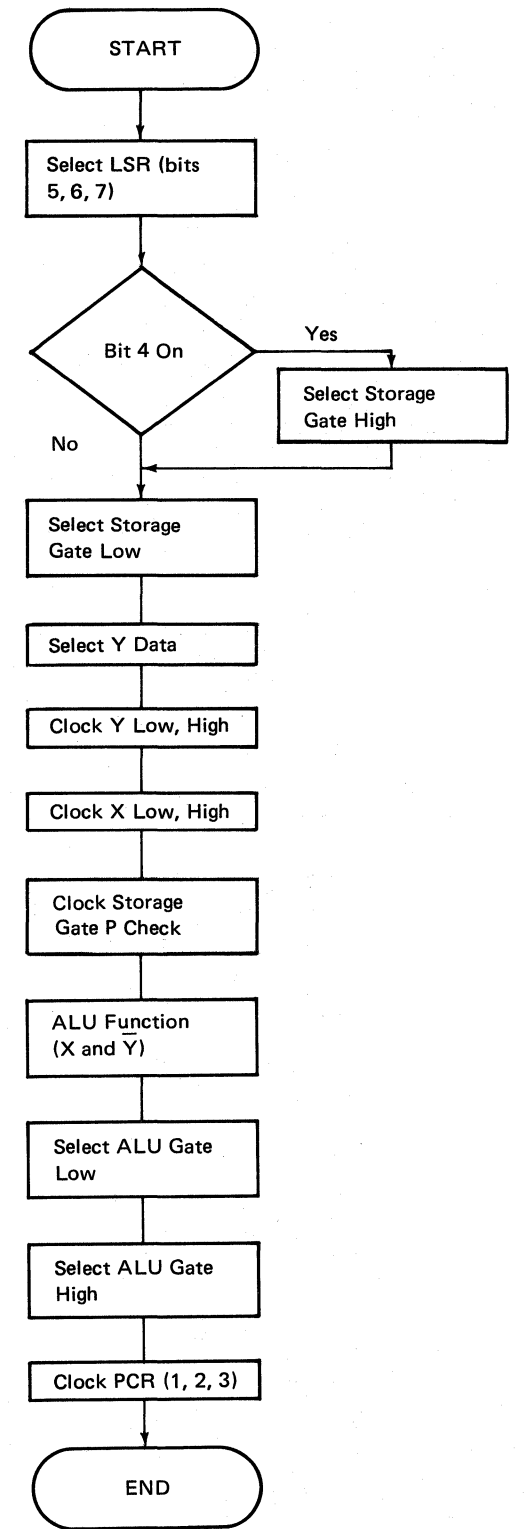 START
Select LSR (bits
5, 6, 7)
Bit 4 On
Yes
Select Storage
Gate High
No
Select Storage
Gate Low
Select Y Data
Clock Y Low, High
Clock X Low, High
Clock Storage
Gate P Check
ALU Function
(X and Y̅)
Select ALU Gate
Low
Select ALU Gate
High
Clock PCR (1, 2, 3)
END